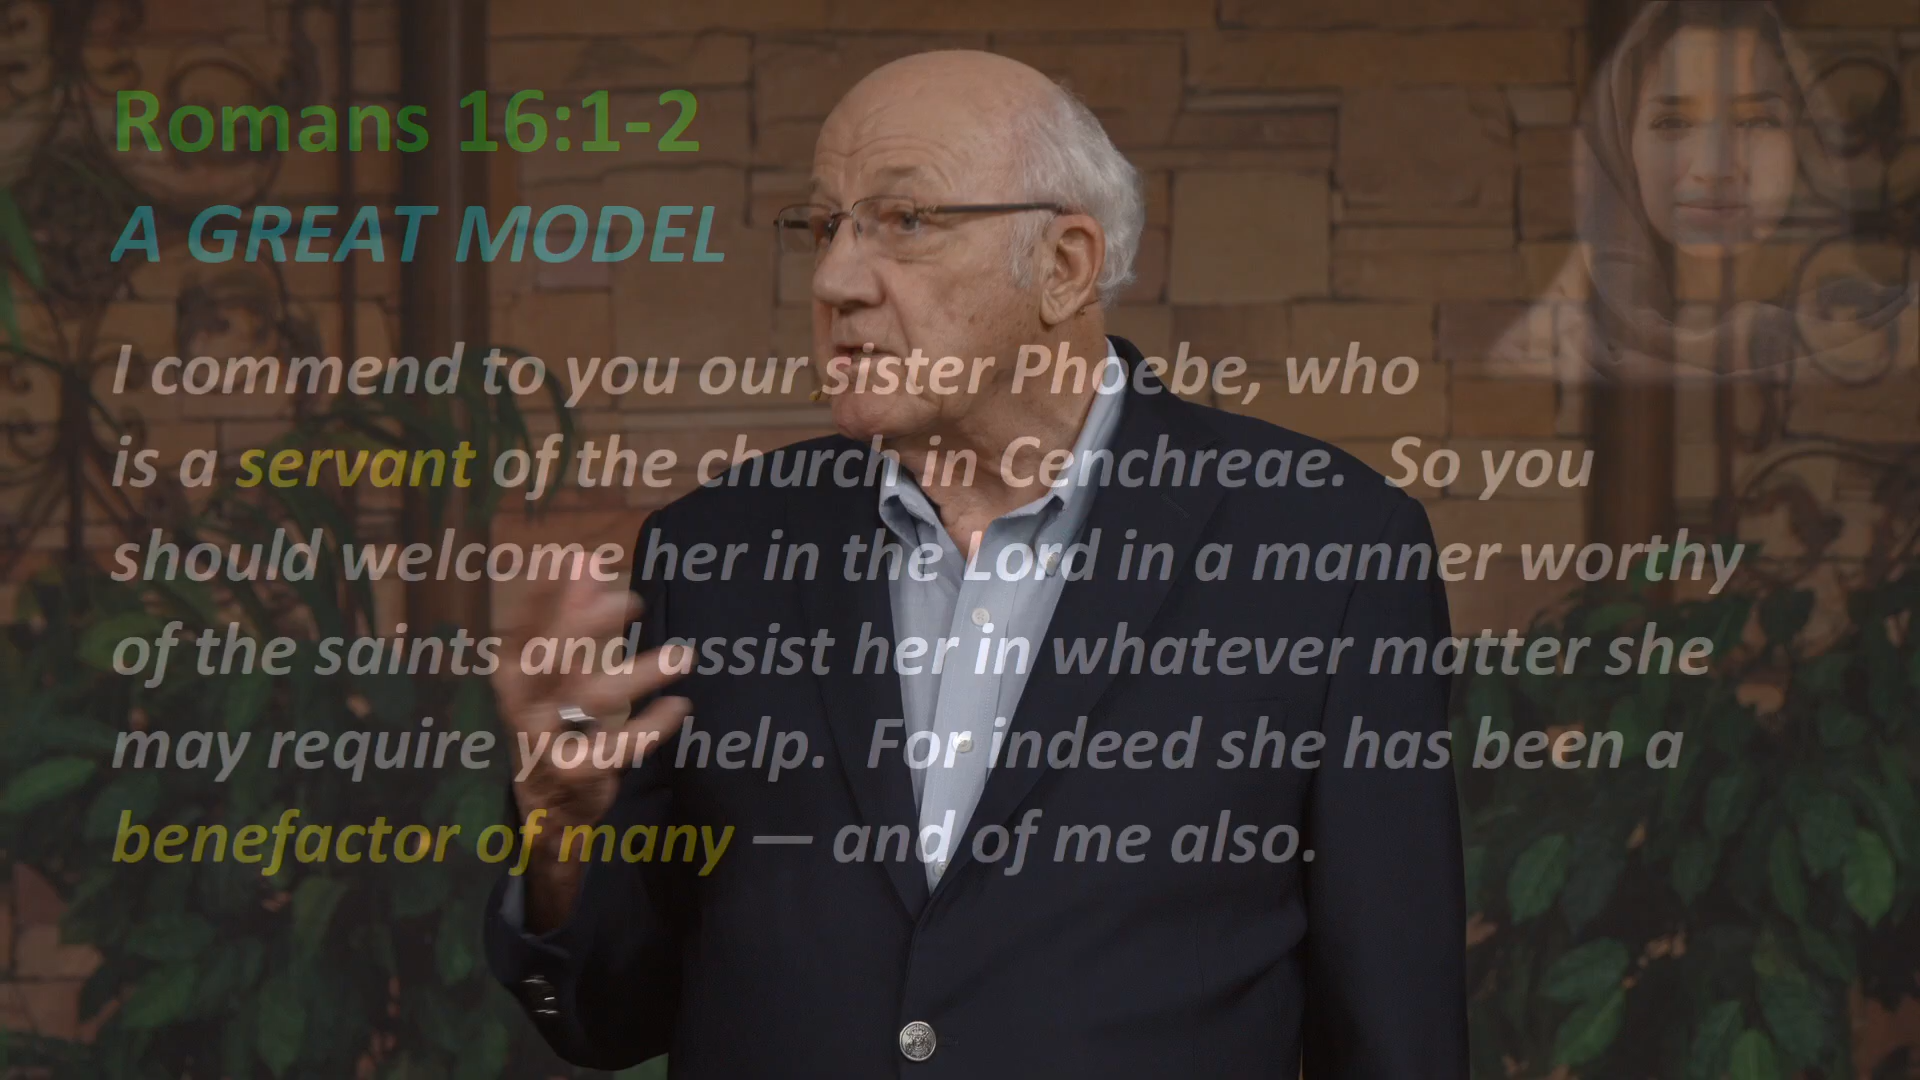 Romans 16:1-2
A GREAT MODEL
I commend to you our sister Phoebe, who
is a servant of the church in Cenchreae. So you
should welcome her in the Lord in a manner worthy
of the saints and assist her in whatever matter she
may require your help. For indeed she has been a
benefactor of many — and of me also.